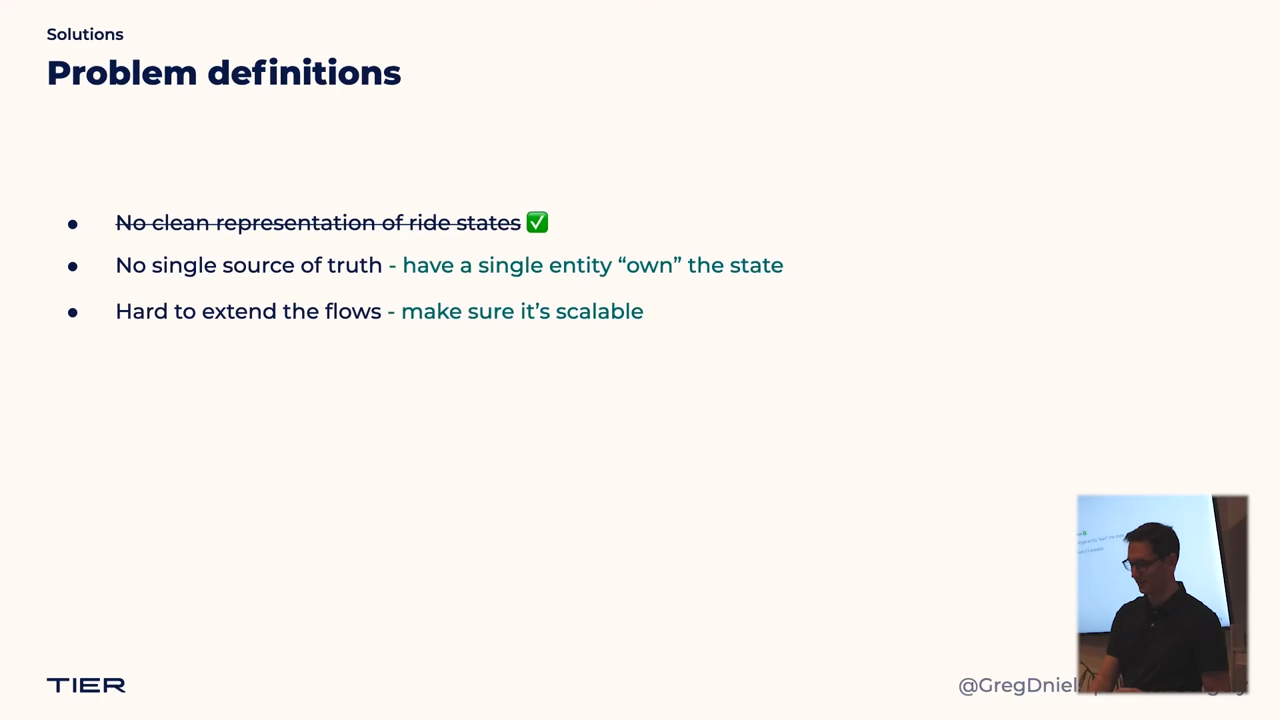 Solutions
Problem definitions
● No clean representation of ride states ✅
● No single source of truth - have a single entity “own” the state
● Hard to extend the flows - make sure it’s scalable
TIER